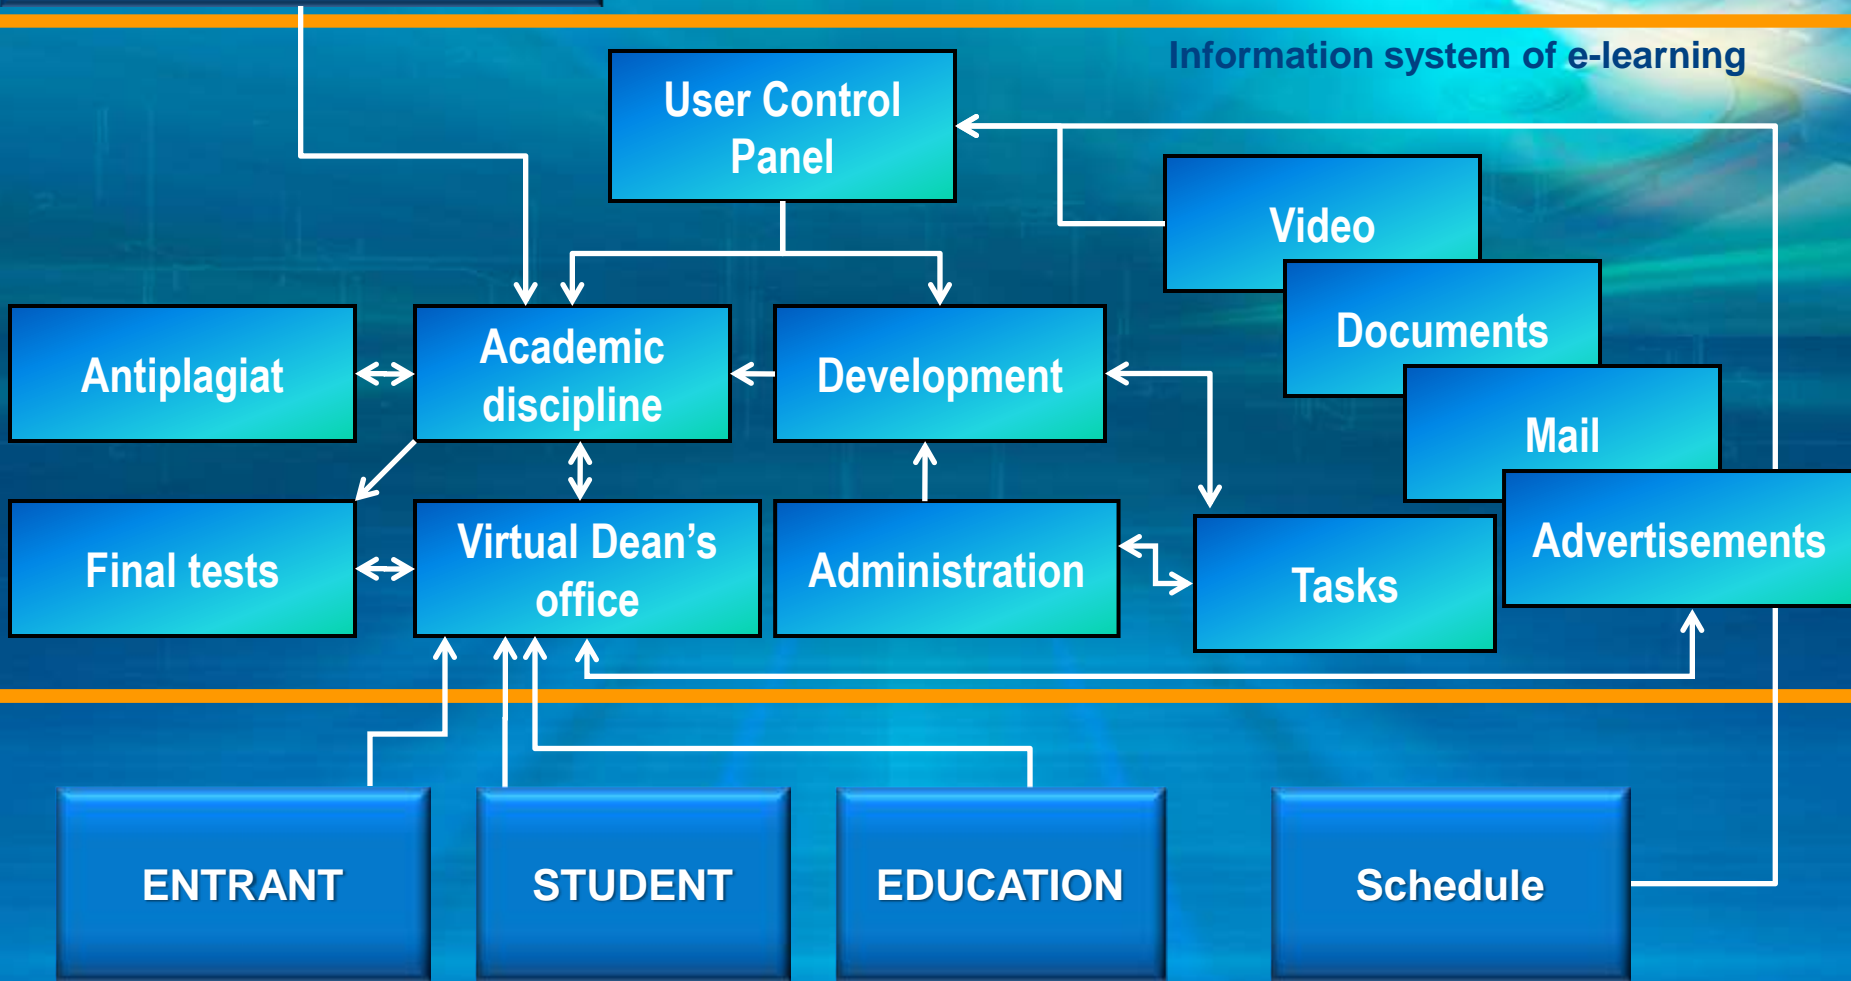 Information system of e-learning
User Control
Panel
Video
Documents
Mail
Advertisements
Antiplagiat
Academic
discipline
Development
Final tests
Virtual Dean’s
office
Administration
Tasks
ENTRANT
STUDENT
EDUCATION
Schedule